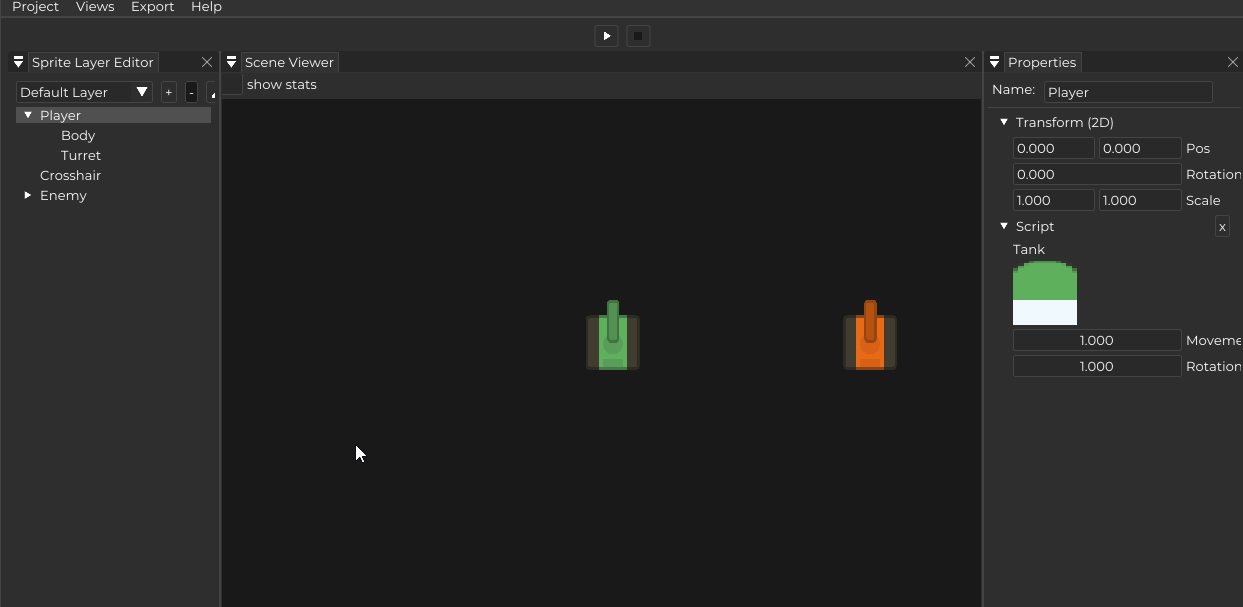 Project Views Export Help
Sprite Layer Editor
Default Layer + -
Player
Body
Turret
Crosshair
Enemy
Scene Viewer
show stats
Properties
Name: Player
Transform (2D)
0.000 0.000 Pos
0.000 Rotation
1.000 1.000 Scale
Script x
Tank
1.000 Moveme
1.000 Rotation